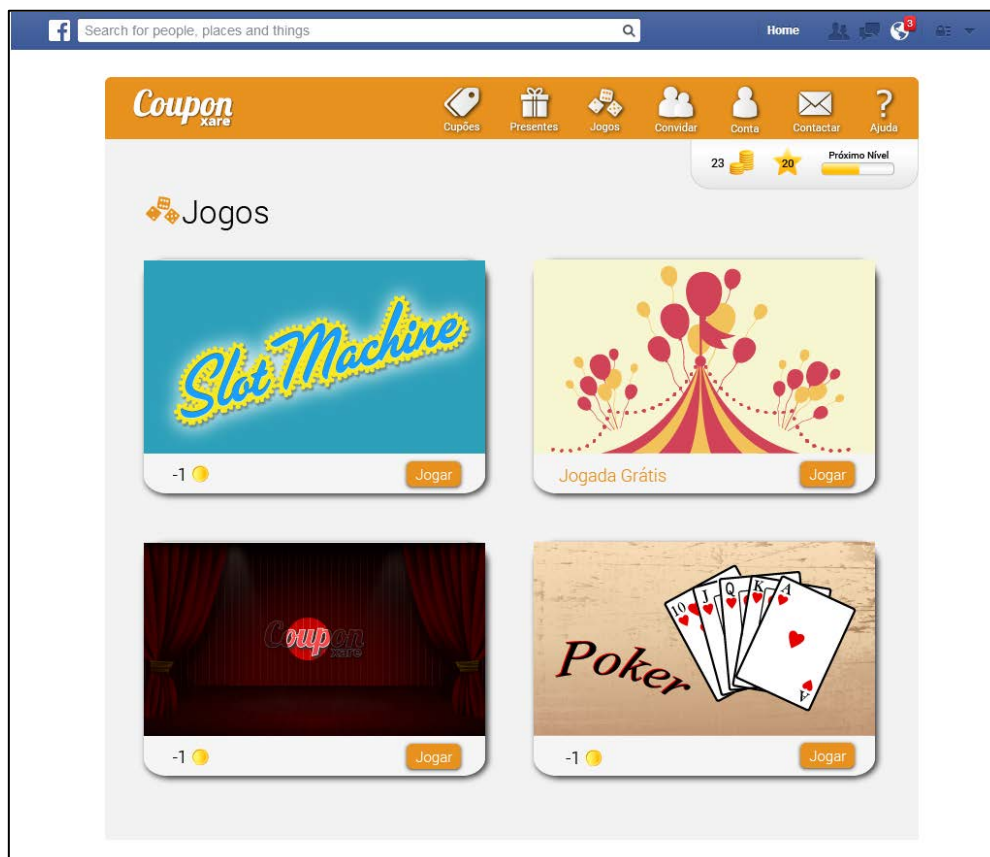 f Search for people, places and things Home 3
Coupon
xare
Cupões Presentes Jogos Convidar Conta Contactar ? Ajuda
23 20 Próximo Nível
Jogos
Slot Machine
-1 Jogar
Jogada Grátis Jogar
Coupon
xare
-1 Jogar
10 J Q K A
Poker
A
-1 Jogar